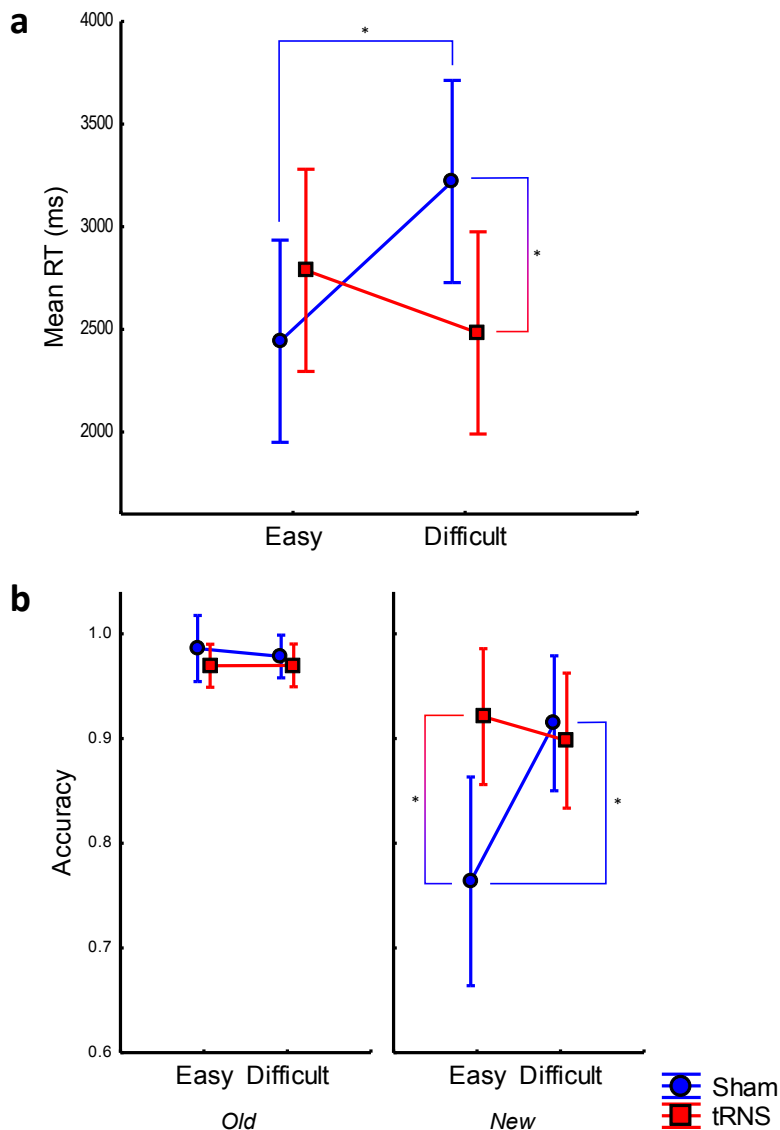 a
4000
3500
3000
2500
2000
Mean RT (ms)
*
*
Easy Difficult
b
1.0
0.9
0.8
0.7
0.6
Accuracy
*
*
Easy Difficult
Easy Difficult
Old
New
Sham
tRNS